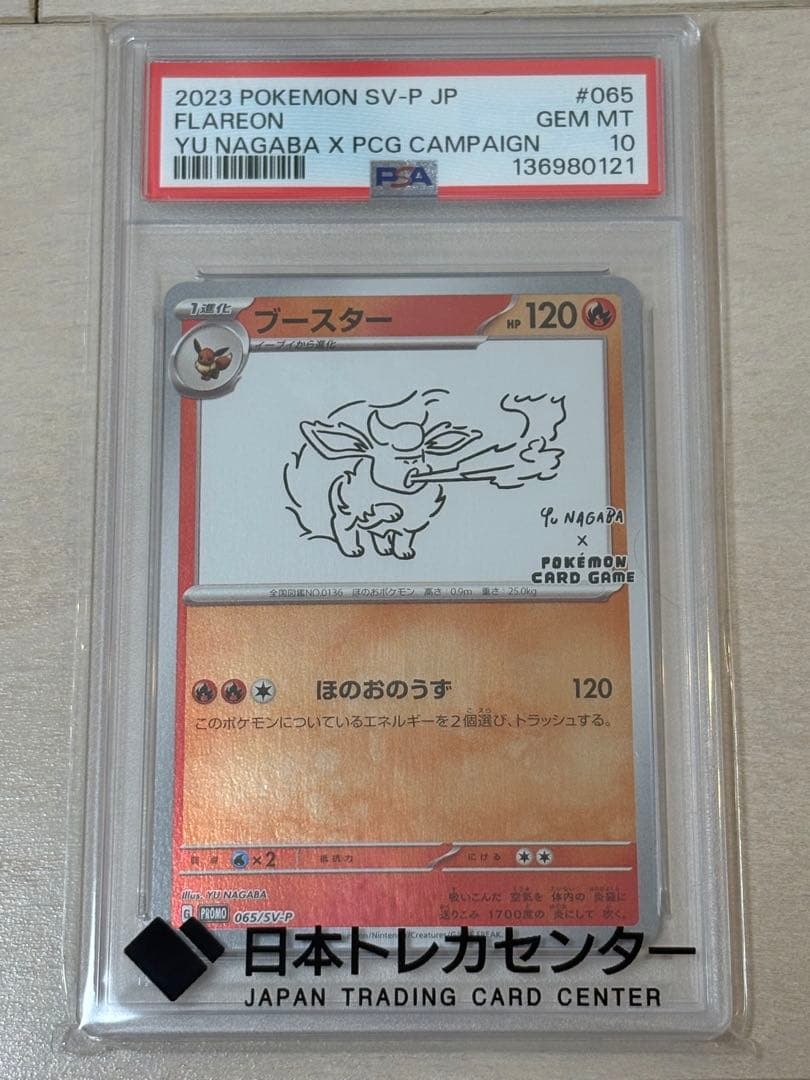 2023 POKEMON SV-P JP #065
FLAREON GEM MT
YU NAGABA X PCG CAMPAIGN 10
136980121
PSA
1進化 ブースター HP 120
イーブイから進化
YU NAGABA
X
POKÉMON
CARD GAME
全国図鑑NO.0136 ほのおポケモン 高さ:0.9m 重さ:25.0kg
ほのおのうず 120
このポケモンについているエネルギーを2個選び、トラッシュする。
弱点 ×2 抵抗力 にげる
Illus. YU NAGABA
吸いこんだ 空気を 体内の 炎袋に
送りこみ 1700度の 炎にして 吹く。
G PROMO 065/SV-P
/Nintendo/Creatures/GAME FREAK.
日本トレカセンター
JAPAN TRADING CARD CENTER